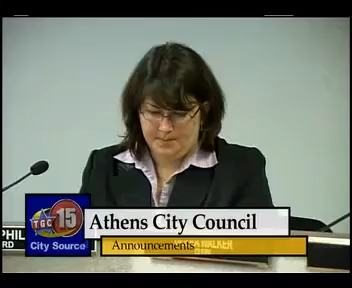 PHIL
RD
TGC 15
City Source
Athens City Council
WALKER
Announcements